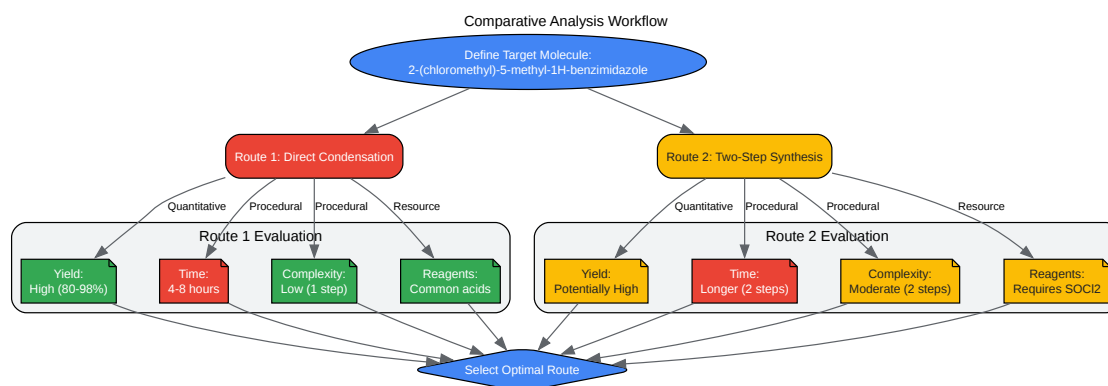 Comparative Analysis Workflow
Define Target Molecule:
2-(chloromethyl)-5-methyl-1H-benzimidazole
Route 1: Direct Condensation
Route 2: Two-Step Synthesis
Quantitative
Procedural
Procedural
Resource
Quantitative
Procedural
Procedural
Resource
Route 1 Evaluation
Yield:
High (80-98%)
Time:
4-8 hours
Complexity:
Low (1 step)
Reagents:
Common acids
Route 2 Evaluation
Yield:
Potentially High
Time:
Longer (2 steps)
Complexity:
Moderate (2 steps)
Reagents:
Requires SOCl2
Select Optimal Route